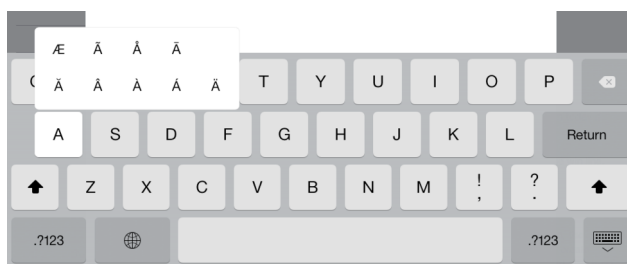 Æ Ã Å Ā
Ă Â À Á Ä
T Y U I O P
A S D F G H J K L Return
Z X C V B N M ! , ? .
.?123 .?123